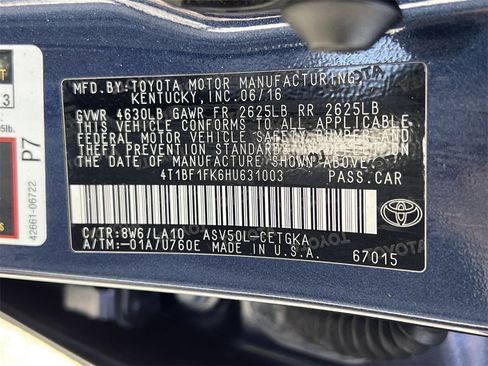 MFD.BY:TOYOTA MOTOR MANUFACTURING
KENTUCKY, INC. 06/16
GVWR 4630LB GAWR FR 2625LB RR 2625LB
THIS VEHICLE CONFORMS TO ALL APPLICABLE
FEDERAL MOTOR VEHICLE SAFETY, BUMPER, AND
THEFT PREVENTION STANDARDS IN EFFECT ON
THE DATE OF MANUFACTURE SHOWN ABOVE.
4T1BF1FK6HU631003 PASS.CAR
C/TR:8W6/LA10 ASV50L-CETGKA
A/TM:-01A/U760E MADE IN U.S.A.
67015
TOYOTA
P7
42661-06722
3
5lb.